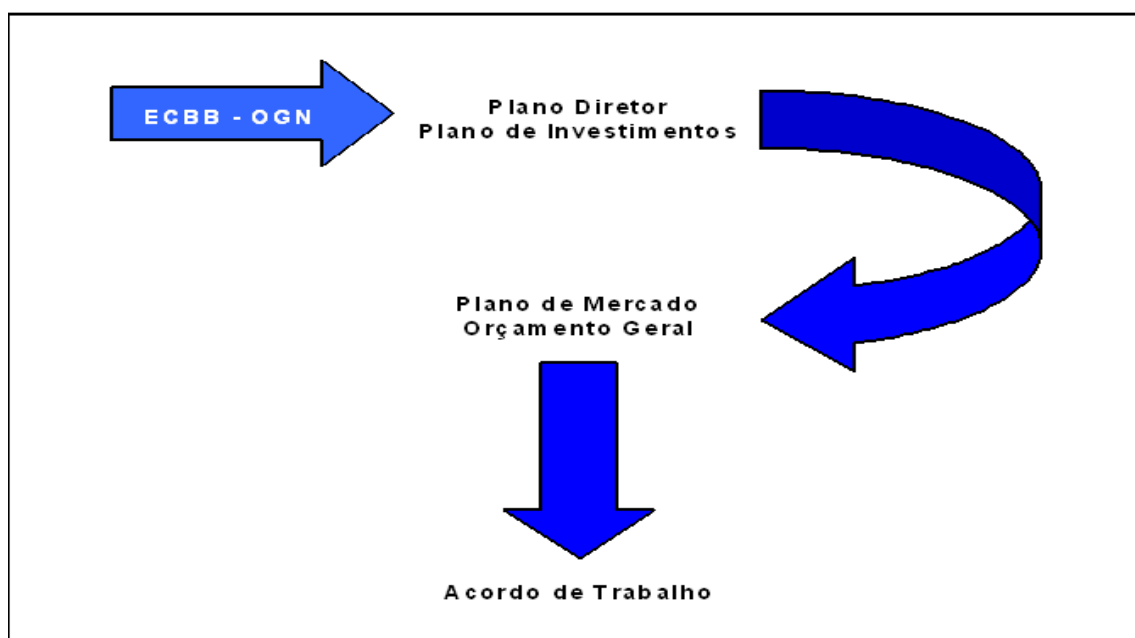 ECBB - OGN
Plano Diretor
Plano de Investimentos
Plano de Mercado
Orçamento Geral
Acordo de Trabalho